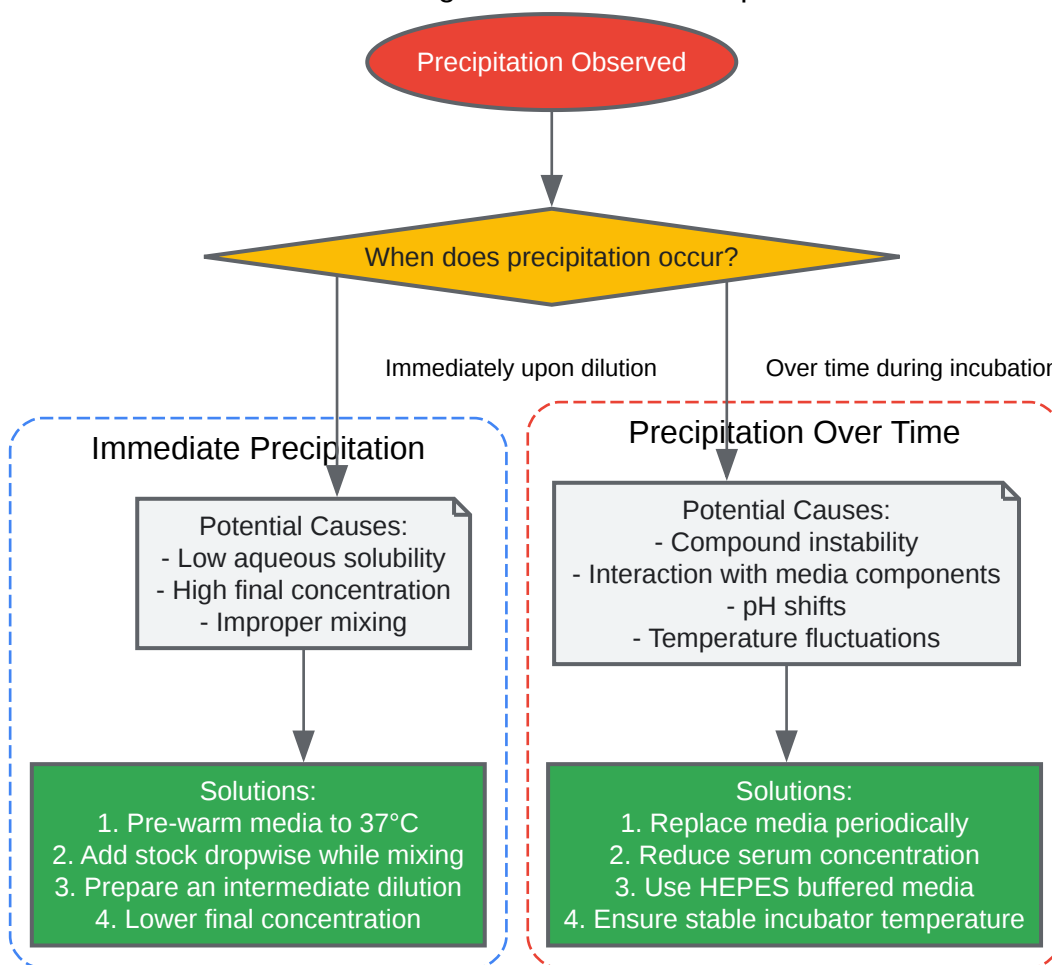 Precipitation Observed
When does precipitation occur?
Immediately upon dilution
Over time during incubation
Immediate Precipitation
Potential Causes:
- Low aqueous solubility
- High final concentration
- Improper mixing
Solutions:
1. Pre-warm media to 37°C
2. Add stock dropwise while mixing
3. Prepare an intermediate dilution
4. Lower final concentration
Precipitation Over Time
Potential Causes:
- Compound instability
- Interaction with media components
- pH shifts
- Temperature fluctuations
Solutions:
1. Replace media periodically
2. Reduce serum concentration
3. Use HEPES buffered media
4. Ensure stable incubator temperature